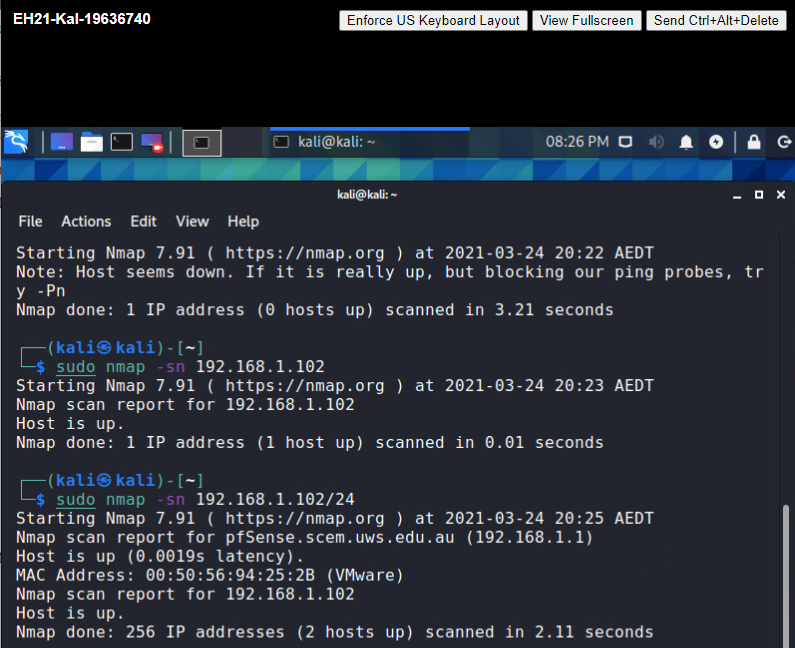 EH21-Kal-19636740
Enforce US Keyboard Layout View Fullscreen Send Ctrl+Alt+Delete
kali@kali: ~ 08:26 PM
kali@kali: ~
File Actions Edit View Help
Starting Nmap 7.91 ( https://nmap.org ) at 2021-03-24 20:22 AEDT
Note: Host seems down. If it is really up, but blocking our ping probes, tr
y -Pn
Nmap done: 1 IP address (0 hosts up) scanned in 3.21 seconds
┌──(kali㉿kali)-[~]
└─$ sudo nmap -sn 192.168.1.102
Starting Nmap 7.91 ( https://nmap.org ) at 2021-03-24 20:23 AEDT
Nmap scan report for 192.168.1.102
Host is up.
Nmap done: 1 IP address (1 host up) scanned in 0.01 seconds
┌──(kali㉿kali)-[~]
└─$ sudo nmap -sn 192.168.1.102/24
Starting Nmap 7.91 ( https://nmap.org ) at 2021-03-24 20:25 AEDT
Nmap scan report for pfSense.scem.uws.edu.au (192.168.1.1)
Host is up (0.0019s latency).
MAC Address: 00:50:56:94:25:2B (VMware)
Nmap scan report for 192.168.1.102
Host is up.
Nmap done: 256 IP addresses (2 hosts up) scanned in 2.11 seconds